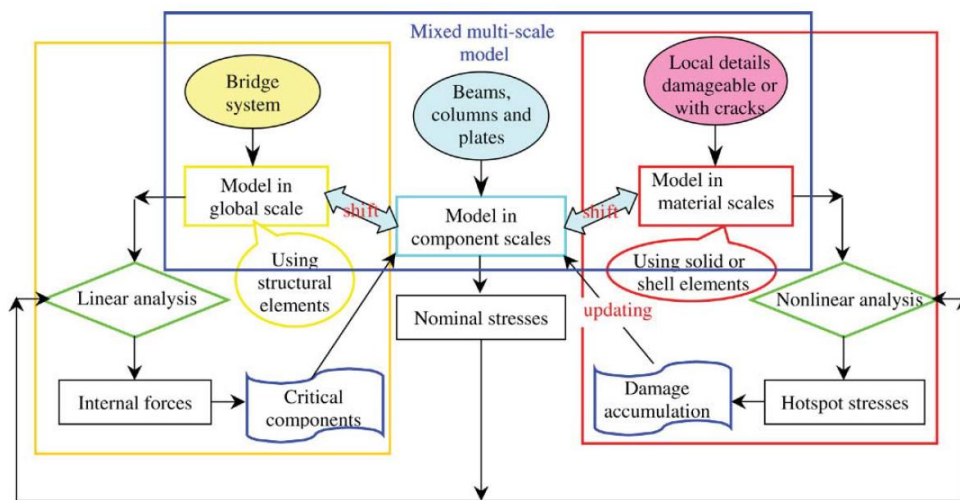 Mixed multi-scale
model
Bridge
system
Beams,
columns and
plates
Local details
damageable or
with cracks
Model in
global scale
shift
Model in
component scales
shift
Model in
material scales
Using
structural
elements
Using solid or
shell elements
Linear analysis
Nominal stresses
updating
Nonlinear analysis
Internal forces
Critical
components
Damage
accumulation
Hotspot stresses